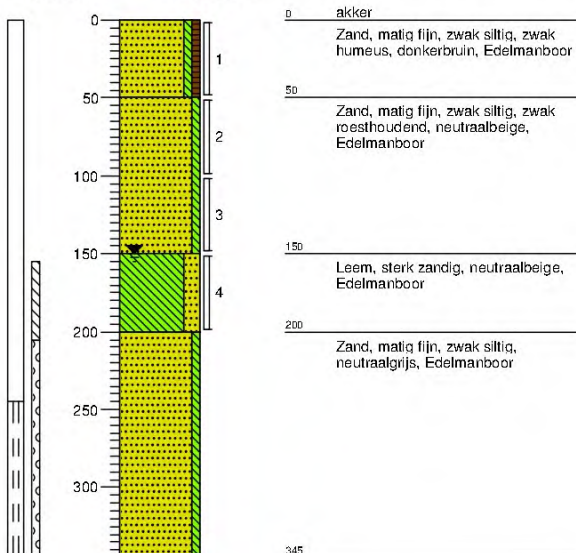 0
50
100
150
200
250
300
1
2
3
4
0 akker
Zand, matig fijn, zwak siltig, zwak
humeus, donkerbruin, Edelmanboor
50
Zand, matig fijn, zwak siltig, zwak
roesthoudend, neutraalbeige,
Edelmanboor
150
Leem, sterk zandig, neutraalbeige,
Edelmanboor
200
Zand, matig fijn, zwak siltig,
neutraalgrijs, Edelmanboor
345